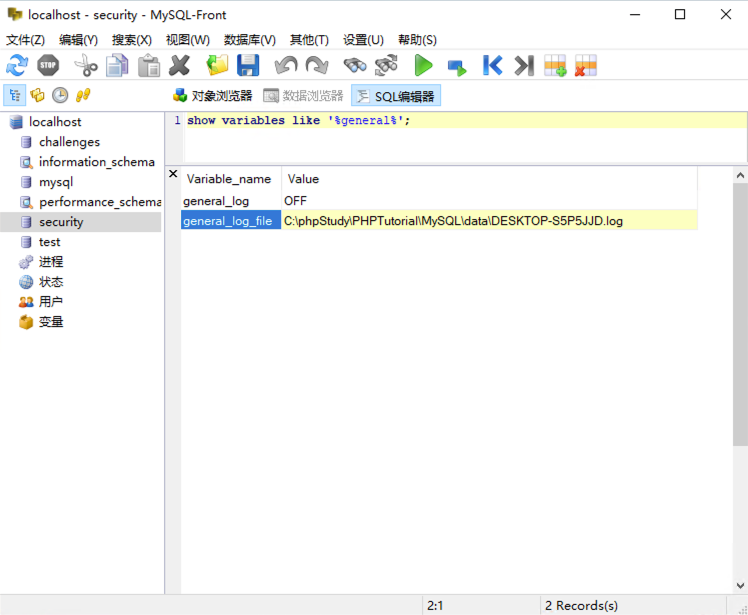 localhost - security - MySQL-Front
文件(Z) 编辑(Y) 搜索(X) 视图(W) 数据库(V) 其他(T) 设置(U) 帮助(S)
STOP
对象浏览器 数据浏览器 SQL编辑器
localhost
challenges
information_schema
mysql
performance_schema
security
test
进程
状态
用户
变量
1 show variables like '%general%';
Variable_name Value
general_log OFF
general_log_file C:\phpStudy\PHPTutorial\MySQL\data\DESKTOP-S5P5JJD.log
2:1 2 Records(s)